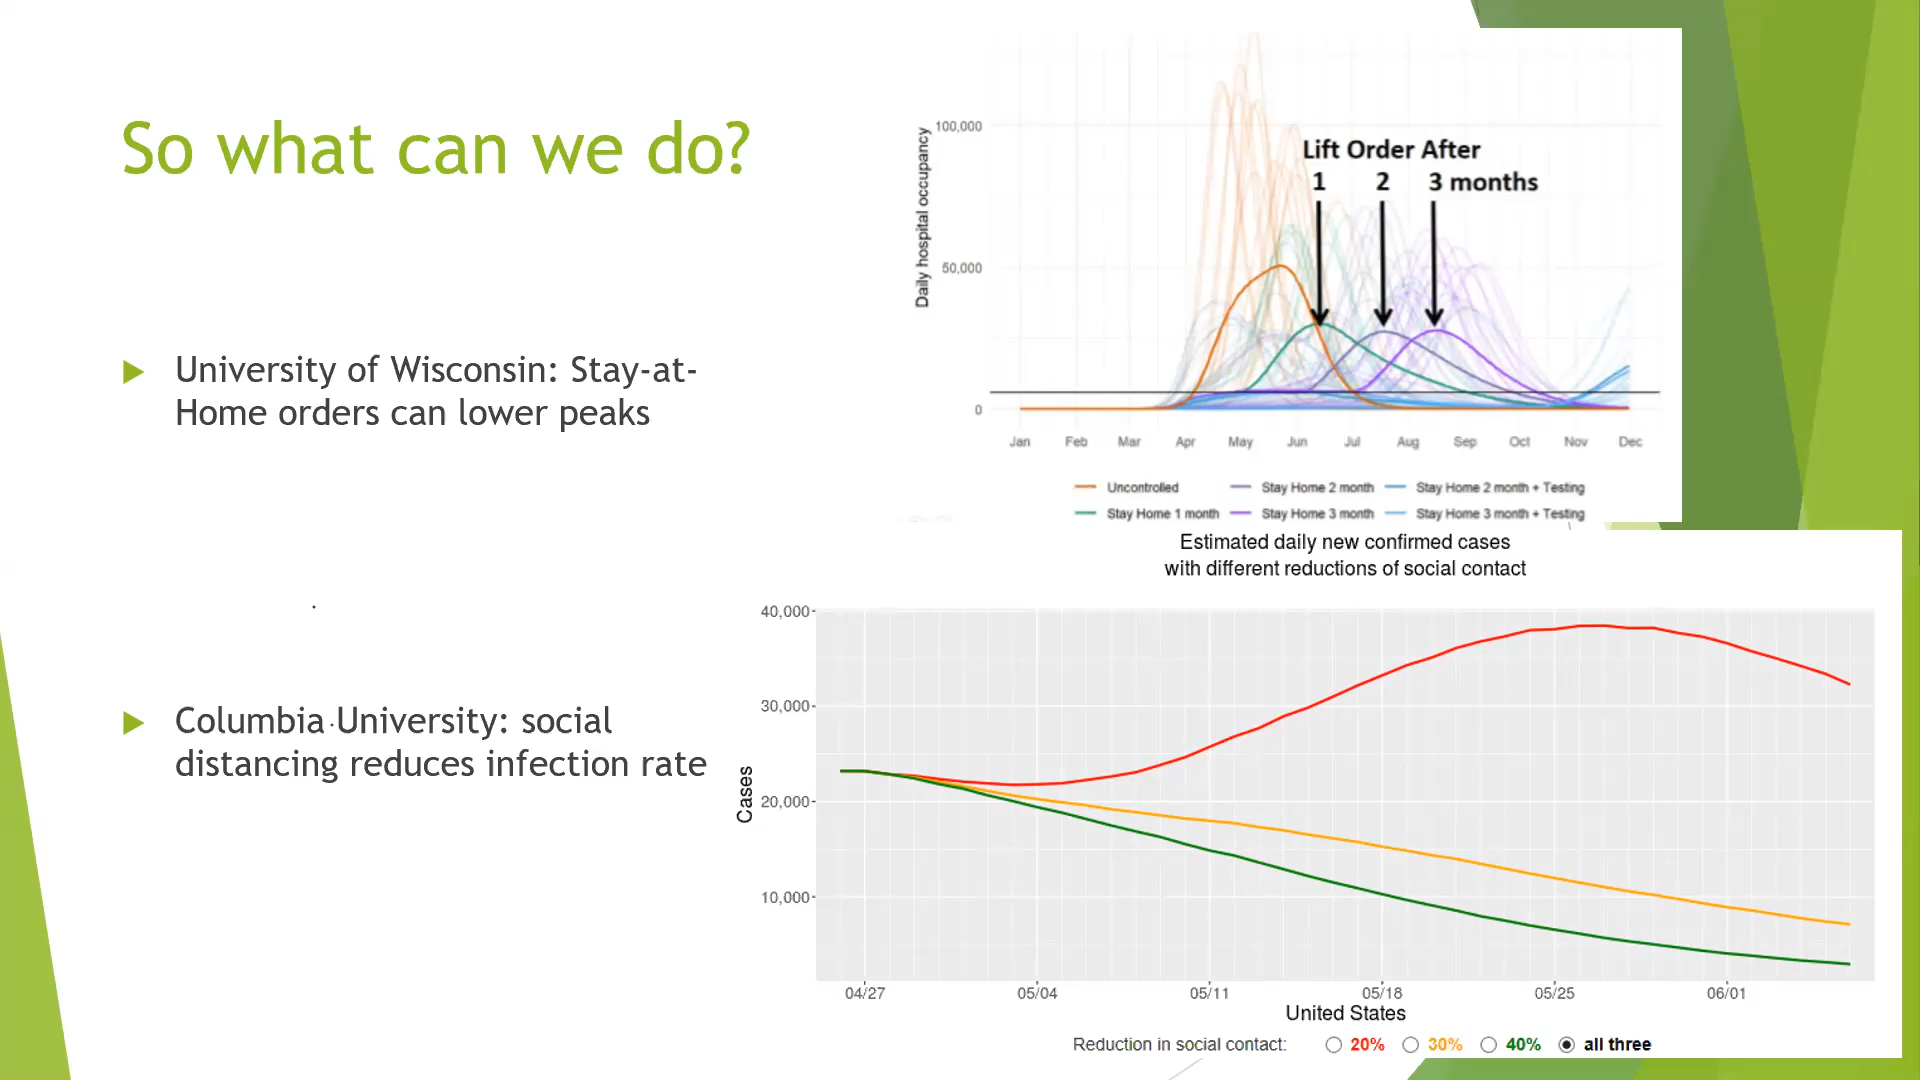 So what can we do?
University of Wisconsin: Stay-at-
Home orders can lower peaks
Columbia University: social
distancing reduces infection rate
Daily hospital occupancy
100,000
50,000
0
Lift Order After
1 2 3 months
Jan Feb Mar Apr May Jun Jul Aug Sep Oct Nov Dec
Uncontrolled Stay Home 2 month Stay Home 2 month + Testing
Stay Home 1 month Stay Home 3 month Stay Home 3 month + Testing
Estimated daily new confirmed cases
with different reductions of social contact
Cases
40,000
30,000
20,000
10,000
04/27 05/04 05/11 05/18 05/25 06/01
United States
Reduction in social contact: 20% 30% 40% all three